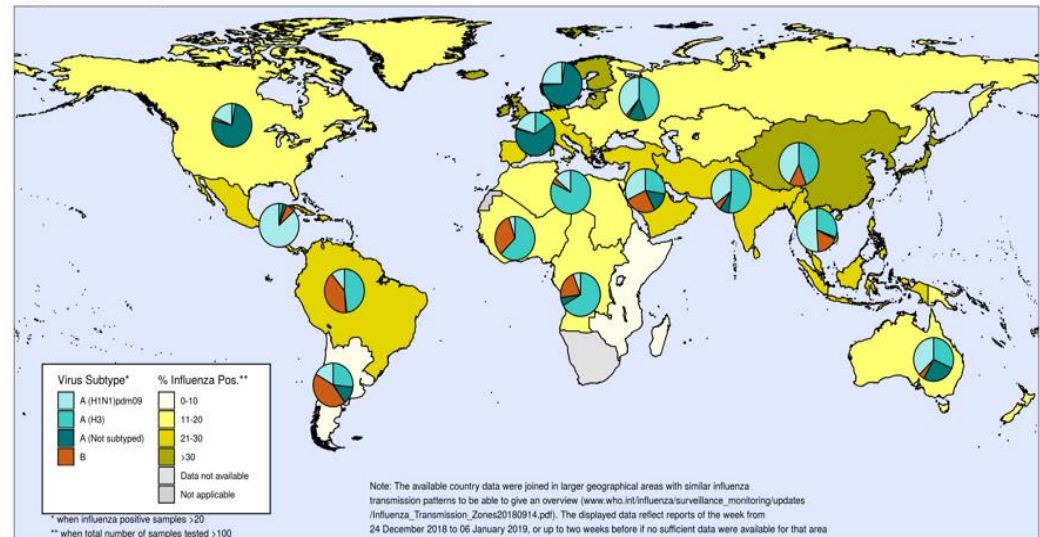 Virus Subtype*
A (H1N1)pdm09
A (H3)
A (Not subtyped)
B
% Influenza Pos.**
0-10
11-20
21-30
>30
Data not available
Not applicable
* when influenza positive samples >20
** when total number of samples tested >100
Note: The available country data were joined in larger geographical areas with similar influenza
transmission patterns to be able to give an overview (www.who.int/influenza/surveillance_monitoring/updates
/Influenza_Transmission_Zones20180914.pdf). The displayed data reflect reports of the week from
24 December 2018 to 06 January 2019, or up to two weeks before if no sufficient data were available for that area